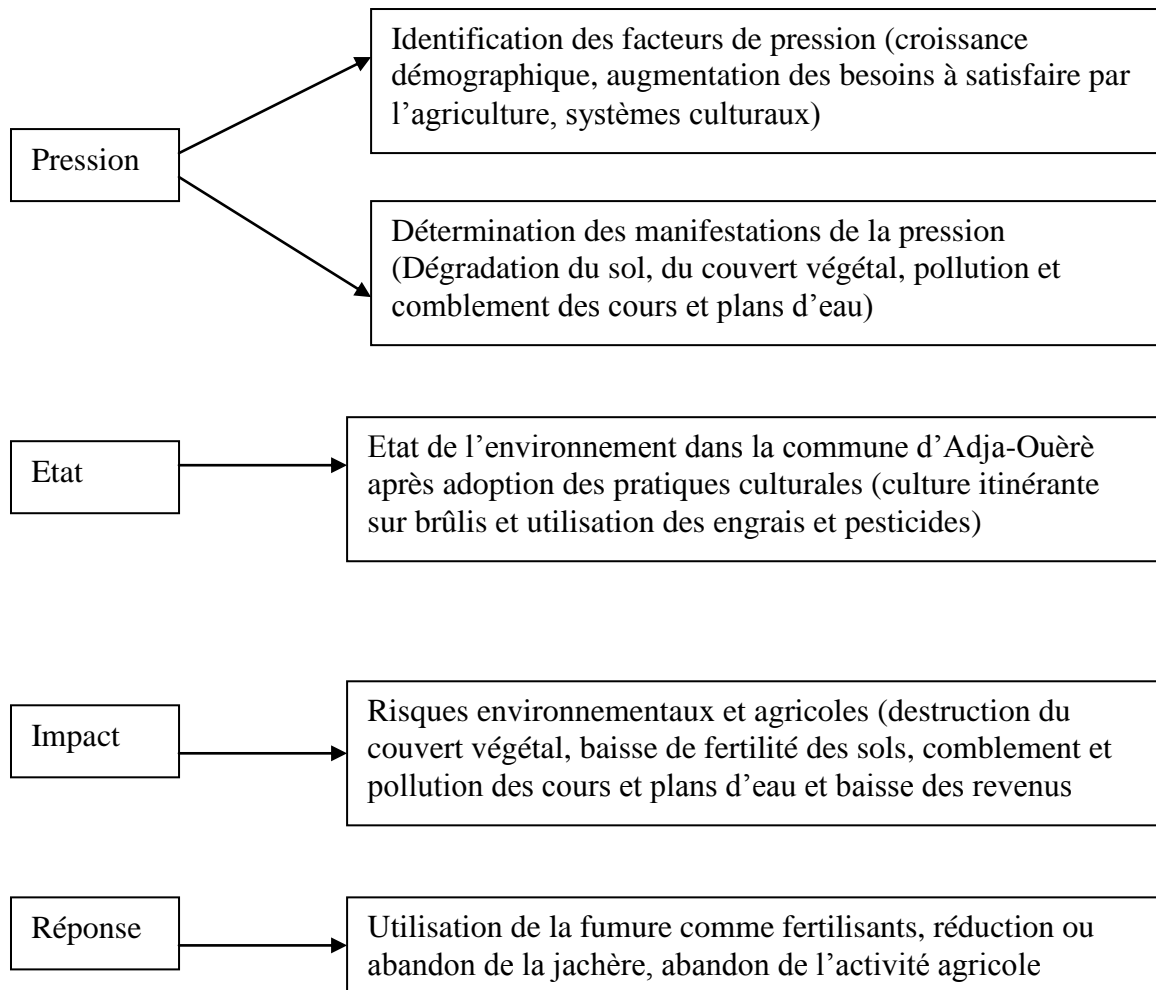 Identification des facteurs de pression (croissance
démographique, augmentation des besoins à satisfaire par
l’agriculture, systèmes culturaux)
Pression
Détermination des manifestations de la pression
(Dégradation du sol, du couvert végétal, pollution et
comblement des cours et plans d’eau)
Etat
Etat de l’environnement dans la commune d’Adja-Ouèrè
après adoption des pratiques culturales (culture itinérante
sur brûlis et utilisation des engrais et pesticides)
Impact
Risques environnementaux et agricoles (destruction du
couvert végétal, baisse de fertilité des sols, comblement et
pollution des cours et plans d’eau et baisse des revenus
Réponse
Utilisation de la fumure comme fertilisants, réduction ou
abandon de la jachère, abandon de l’activité agricole